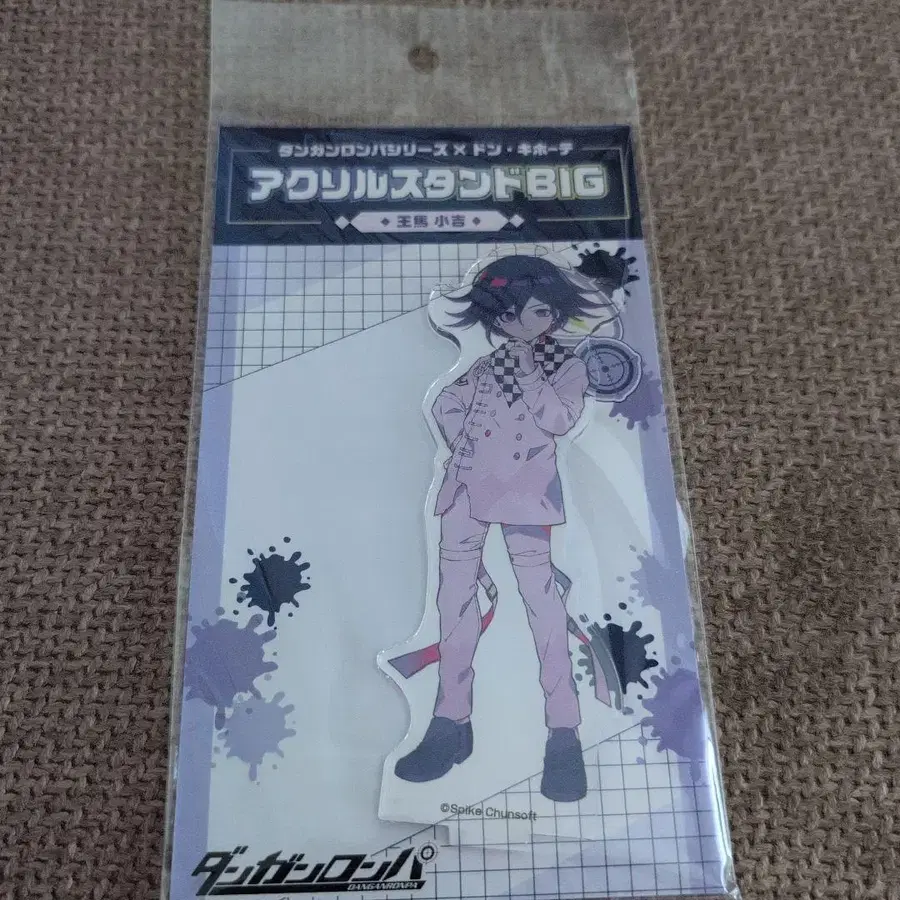 ダンガンロンパシリーズ × ドン・キホーテ
アクリルスタンドBIG
王馬 小吉
©Spike Chunsoft
ダンガンロンパ
DANGANRONPA